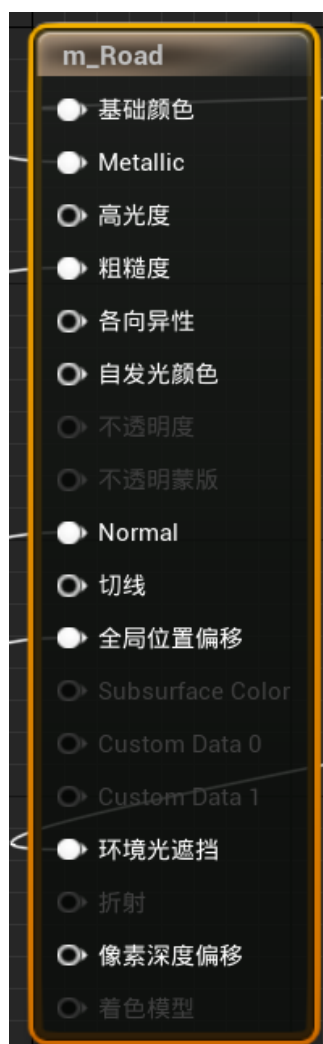 m_Road
基础颜色
Metallic
高光度
粗糙度
各向异性
自发光颜色
不透明度
不透明蒙版
Normal
切线
全局位置偏移
Subsurface Color
Custom Data 0
Custom Data 1
环境光遮挡
折射
像素深度偏移
着色模型